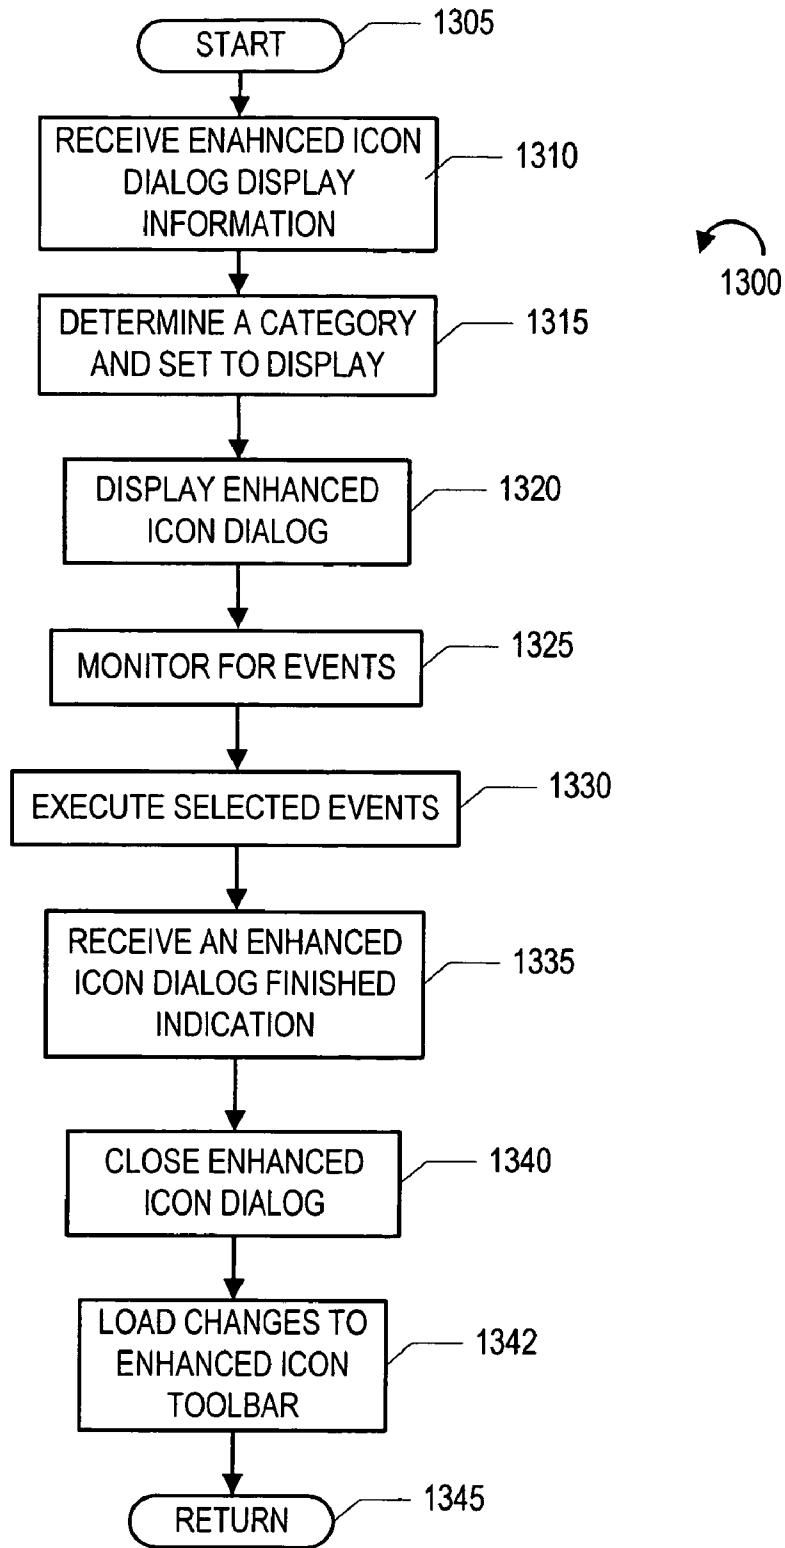 START
1305
RECEIVE ENAHNCED ICON
DIALOG DISPLAY
INFORMATION
1310
1300
DETERMINE A CATEGORY
AND SET TO DISPLAY
1315
DISPLAY ENHANCED
ICON DIALOG
1320
MONITOR FOR EVENTS
1325
EXECUTE SELECTED EVENTS
1330
RECEIVE AN ENHANCED
ICON DIALOG FINISHED
INDICATION
1335
CLOSE ENHANCED
ICON DIALOG
1340
LOAD CHANGES TO
ENHANCED ICON
TOOLBAR
1342
RETURN
1345